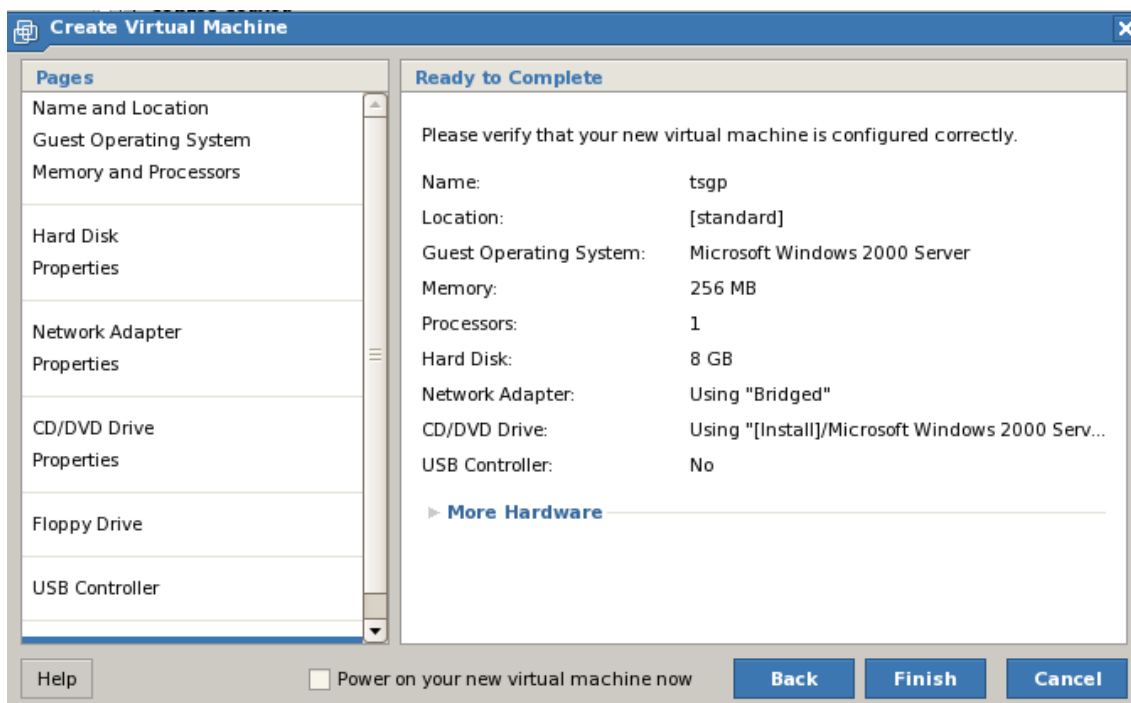 Create Virtual Machine
Pages
Name and Location
Guest Operating System
Memory and Processors
Hard Disk
Properties
Network Adapter
Properties
CD/DVD Drive
Properties
Floppy Drive
USB Controller
Ready to Complete
Please verify that your new virtual machine is configured correctly.
Name: tsgp
Location: [standard]
Guest Operating System: Microsoft Windows 2000 Server
Memory: 256 MB
Processors: 1
Hard Disk: 8 GB
Network Adapter: Using "Bridged"
CD/DVD Drive: Using "[Install]/Microsoft Windows 2000 Serv...
USB Controller: No
More Hardware
Help
Power on your new virtual machine now
Back
Finish
Cancel